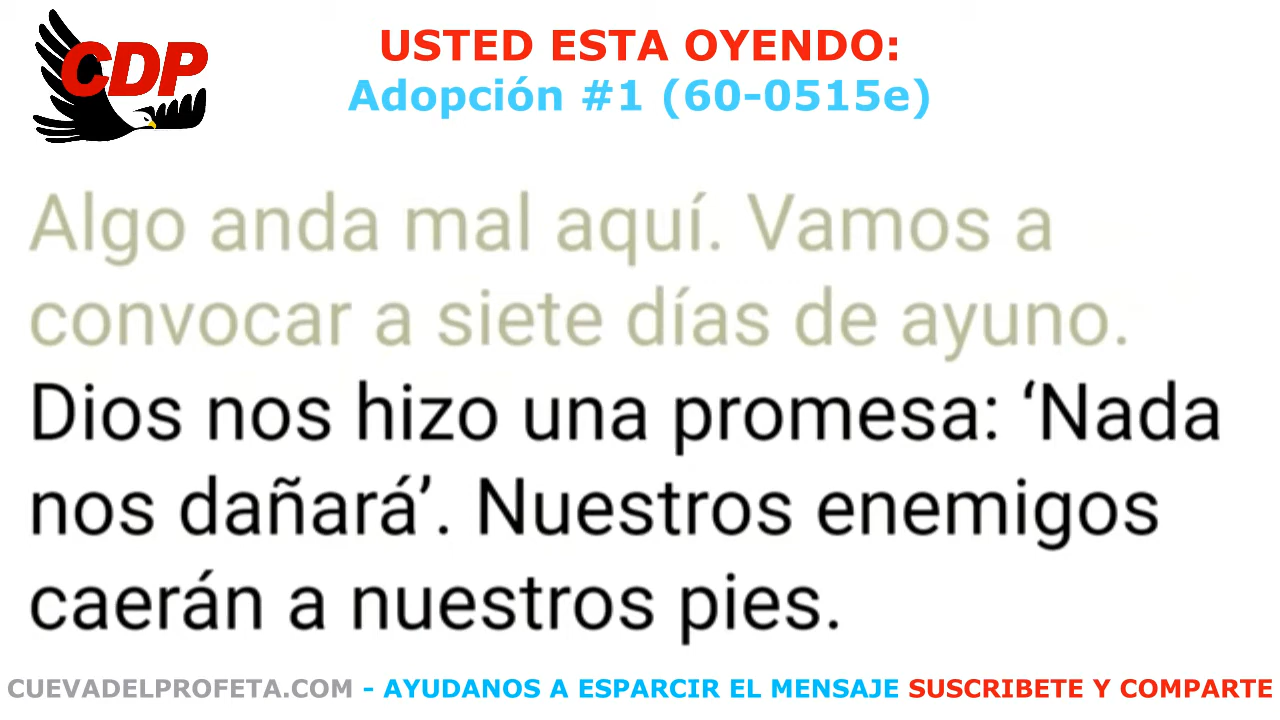 CDP
USTED ESTA OYENDO:
Adopción #1 (60-0515e)
Algo anda mal aquí. Vamos a
convocar a siete días de ayuno.
Dios nos hizo una promesa: ‘Nada
nos dañará’. Nuestros enemigos
caerán a nuestros pies.
CUEVADELPROFETA.COM - AYUDANOS A ESPARCIR EL MENSAJE SUSCRIBETE Y COMPARTE